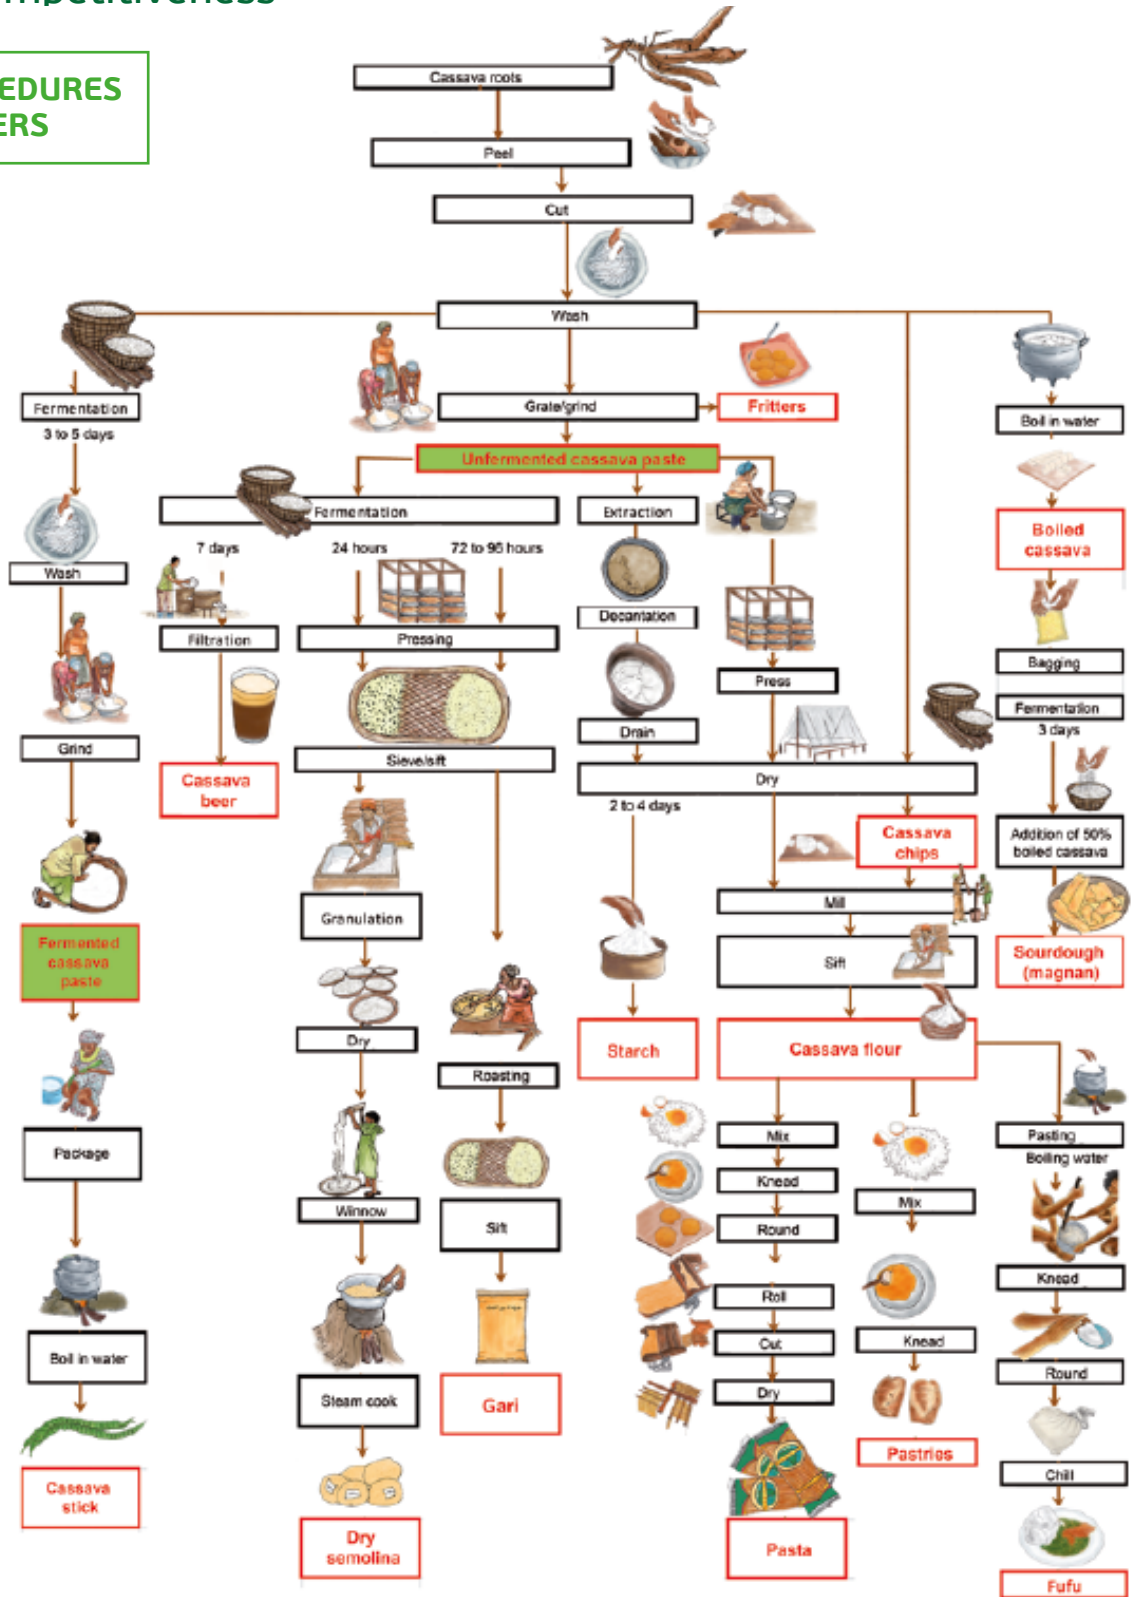 mpetitiveness
EDURES
ERS
Cassava roots
Peel
Cut
Wash
Fermentation
3 to 5 days
Grate/grind
Fritters
Boil in water
Unfermented cassava paste
Fermentation
Extraction
Boiled
cassava
7 days
24 hours
72 to 96 hours
Wash
Decantation
Filtration
Pressing
Bagging
Press
Fermentation
3 days
Grind
Drain
Sieve/sift
Cassava
beer
Dry
2 to 4 days
Cassava
chips
Addition of 50%
boiled cassava
Granulation
Mill
Fermented
cassava
paste
Sift
Sourdough
(magnan)
Dry
Starch
Cassava flour
Roasting
Package
Mix
Pasting
Boiling water
Knead
Mix
Winnow
Sift
Round
Knead
Roll
Boil in water
Cut
Knead
Round
Steam cook
Gari
Dry
Pastries
Chill
Cassava
stick
Dry
semolina
Pasta
Fufu